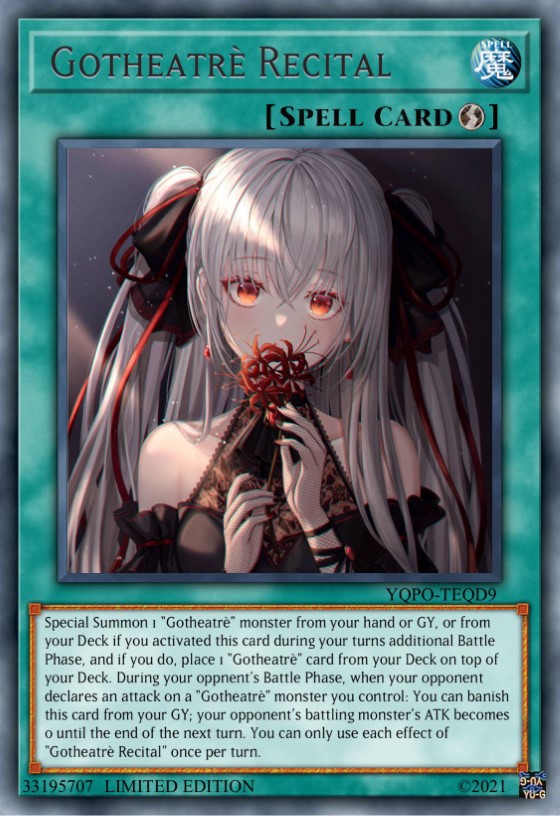 GOTHEATRÈ RECITAL
SPELL
魔
[SPELL CARD]
YQPO-TEQD9
Special Summon 1 "Gotheatrè" monster from your hand or GY, or from
your Deck if you activated this card during your turns additional Battle
Phase, and if you do, place 1 "Gotheatrè" card from your Deck on top of
your Deck. During your oppnent's Battle Phase, when your opponent
declares an attack on a "Gotheatrè" monster you control: You can banish
this card from your GY; your opponent's battling monster's ATK becomes
0 until the end of the next turn. You can only use each effect of
"Gotheatrè Recital" once per turn.
33195707 LIMITED EDITION ©2021